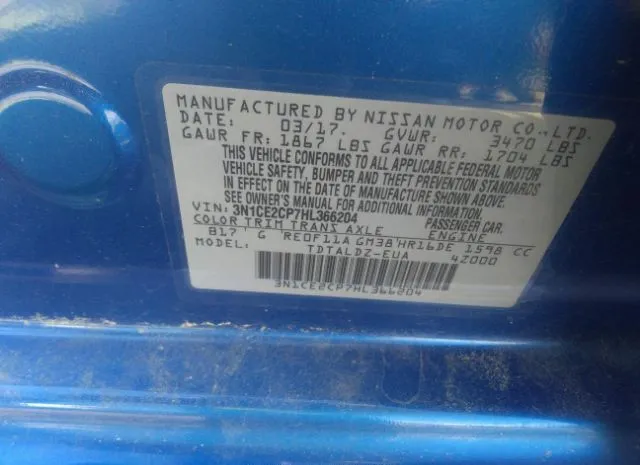 MANUFACTURED BY NISSAN MOTOR CO.,LTD.
DATE: 03/17. GVWR: 3470 LBS
GAWR FR: 1867 LBS GAWR RR: 1704 LBS
THIS VEHICLE CONFORMS TO ALL APPLICABLE FEDERAL MOTOR
VEHICLE SAFETY, BUMPER AND THEFT PREVENTION STANDARDS
IN EFFECT ON THE DATE OF MANUFACTURE SHOWN ABOVE.
SEE OWNER'S MANUAL FOR ADDITIONAL INFORMATION.
VIN: 3N1CE2CP7HL366204 PASSENGER CAR
COLOR TRIM TRANS AXLE ENGINE
B17' G 'RE0F11A GM38'HR16DE 1598 CC
MODEL: TDTALDZ-EUA 4Z000
3N1CE2CP7HL366204